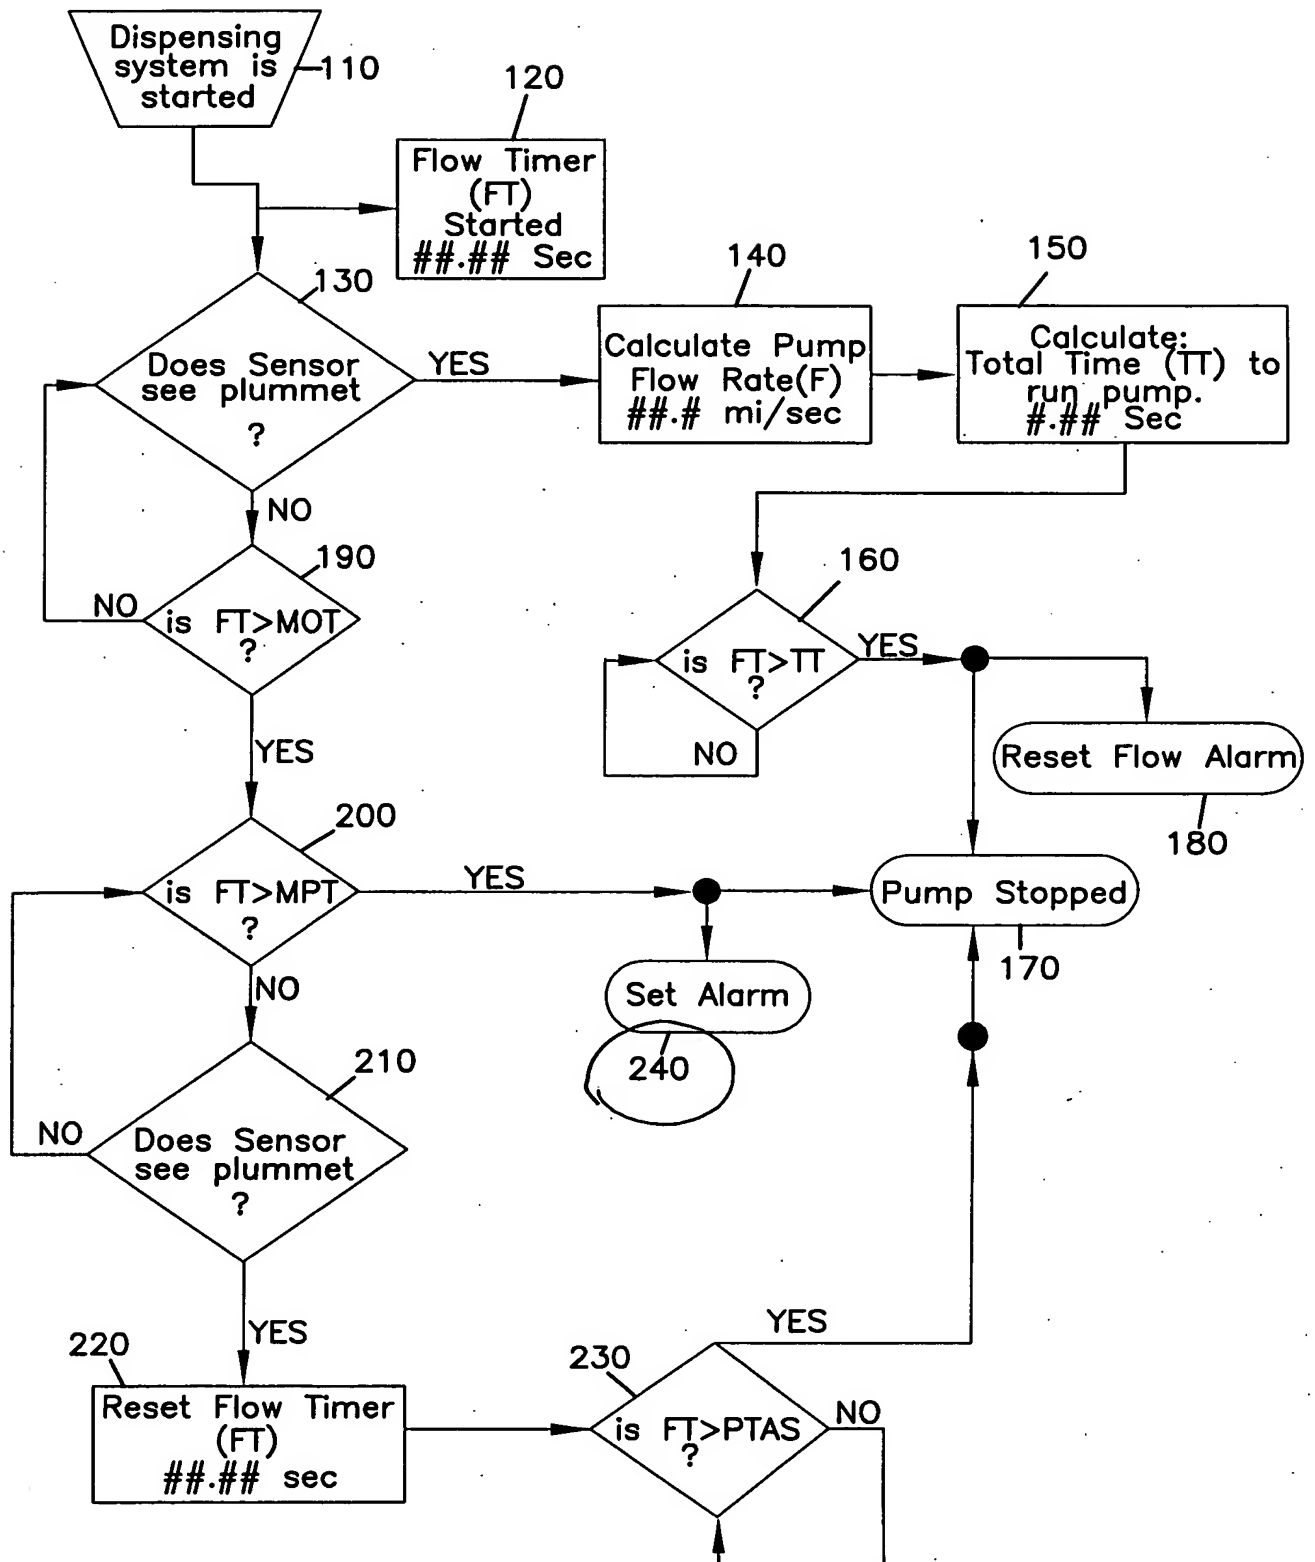 Dispensing
system is
started
110
120
Flow Timer
(FT)
Started
##.## Sec
130
Does Sensor
see plummet
?
YES
140
Calculate Pump
Flow Rate(F)
##.# mi/sec
150
Calculate:
Total Time (TT) to
run pump.
#.## Sec
NO
190
is FT>MOT
?
NO
YES
160
is FT>TT
?
YES
NO
Reset Flow Alarm
180
200
is FT>MPT
?
YES
Pump Stopped
170
NO
Set Alarm
240
210
Does Sensor
see plummet
?
NO
YES
220
Reset Flow Timer
(FT)
##.## sec
230
is FT>PTAS
?
YES
NO